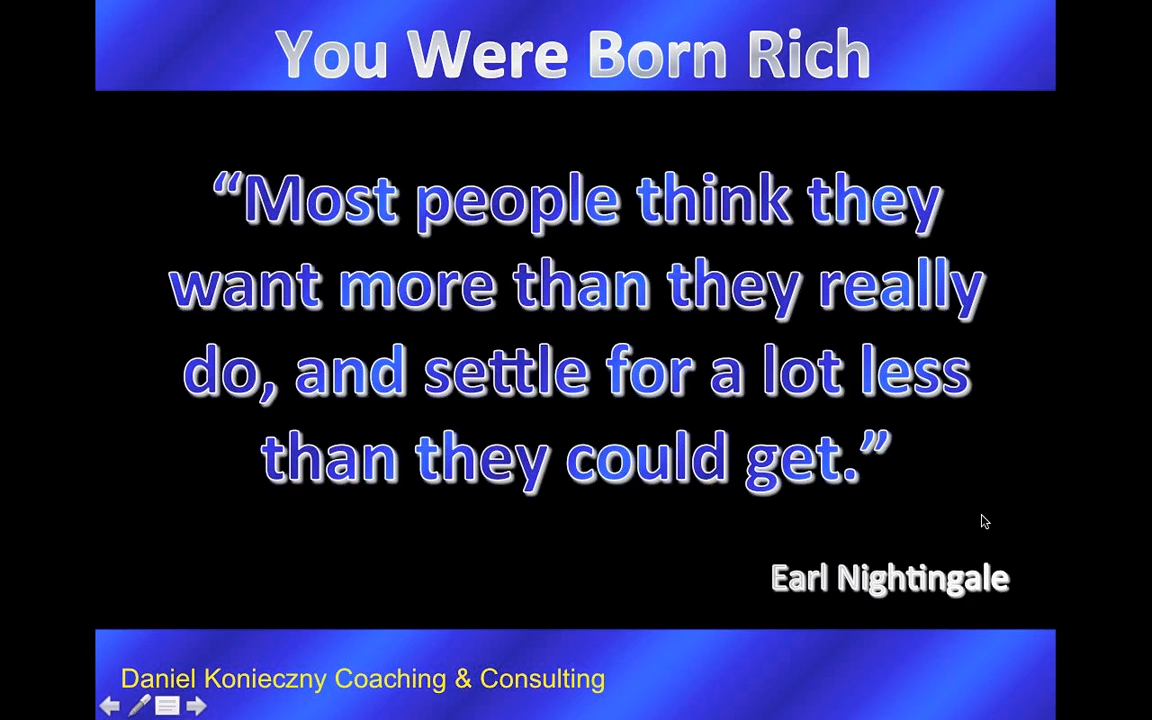 You Were Born Rich
“Most people think they
want more than they really
do, and settle for a lot less
than they could get.”
Earl Nightingale
Daniel Konieczny Coaching & Consulting